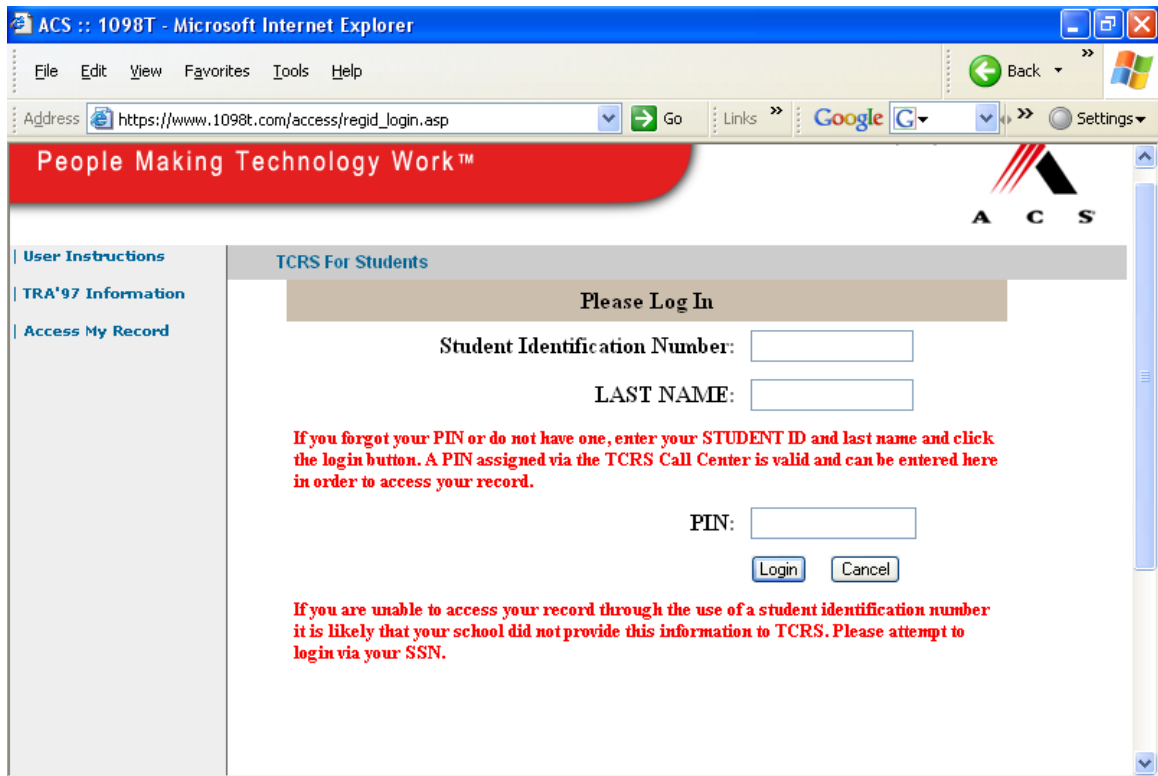 ACS :: 1098T - Microsoft Internet Explorer
File Edit View Favorites Tools Help Back »
Address https://www.1098t.com/access/regid_login.asp Go Links » Google G » Settings
People Making Technology Work™
A C S
| User Instructions
| TRA'97 Information
| Access My Record
TCRS For Students
Please Log In
Student Identification Number:
LAST NAME:
If you forgot your PIN or do not have one, enter your STUDENT ID and last name and click
the login button. A PIN assigned via the TCRS Call Center is valid and can be entered here
in order to access your record.
PIN:
Login Cancel
If you are unable to access your record through the use of a student identification number
it is likely that your school did not provide this information to TCRS. Please attempt to
login via your SSN.